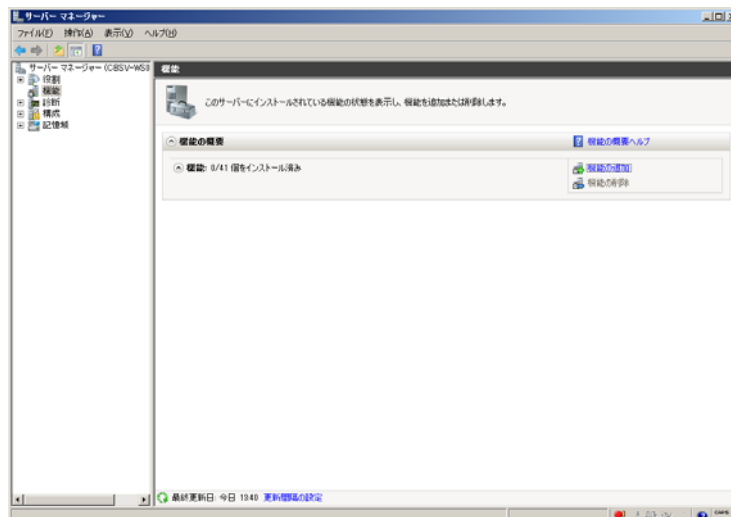 サーバー マネージャー
ファイル(F) 操作(A) 表示(V) ヘルプ(H)
サーバー マネージャー (CBSV-WS
役割
機能
診断
構成
記憶域
機能
このサーバーにインストールされている機能の状態を表示し、機能を追加または削除します。
機能の概要
機能の概要ヘルプ
機能: 0/41 個をインストール済み
機能の追加
機能の削除
最終更新日: 今日 13:40 更新間隔の設定
CAPS